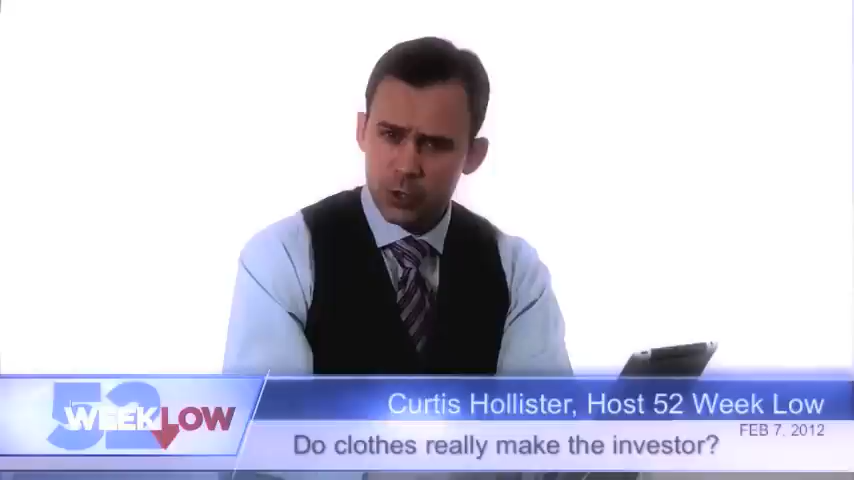 52
WEEK LOW
Curtis Hollister, Host 52 Week Low
FEB 7, 2012
Do clothes really make the investor?